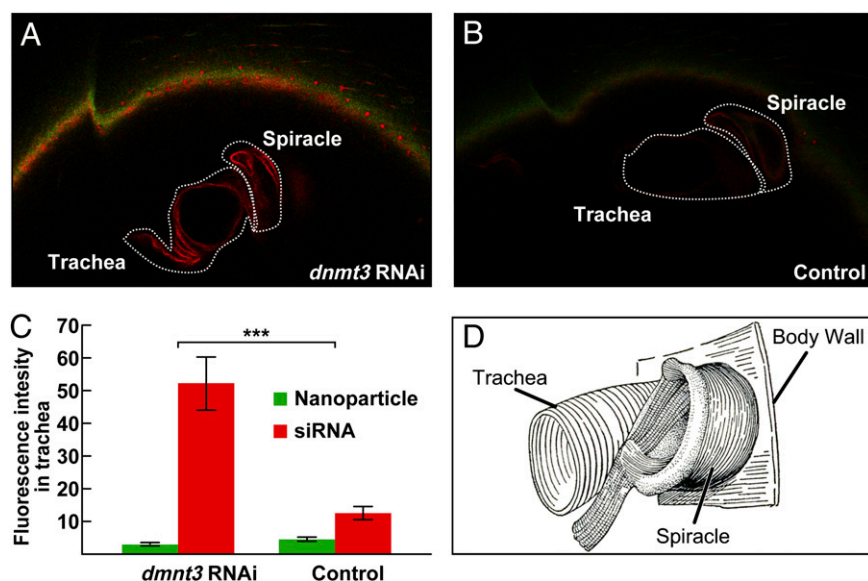 A
Spiracle
Trachea
dnmt3 RNAi
B
Spiracle
Trachea
Control
C
Fluorescence intesity
in trachea
70
60
50
40
30
20
10
***
Nanoparticle
siRNA
dmnt3 RNAi
Control
D
Trachea
Body Wall
Spiracle